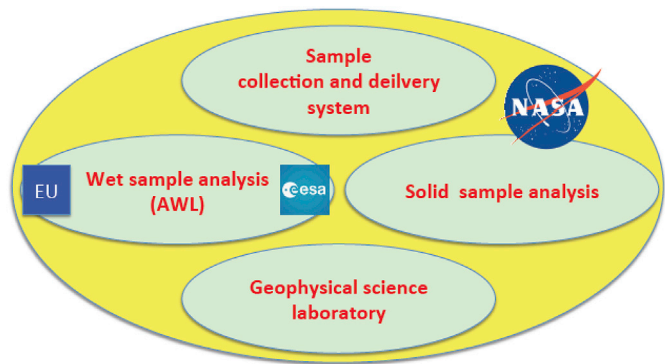 Sample
collection and deilvery
system
NASA
EU
Wet sample analysis
(AWL)
esa
Solid sample analysis
Geophysical science
laboratory